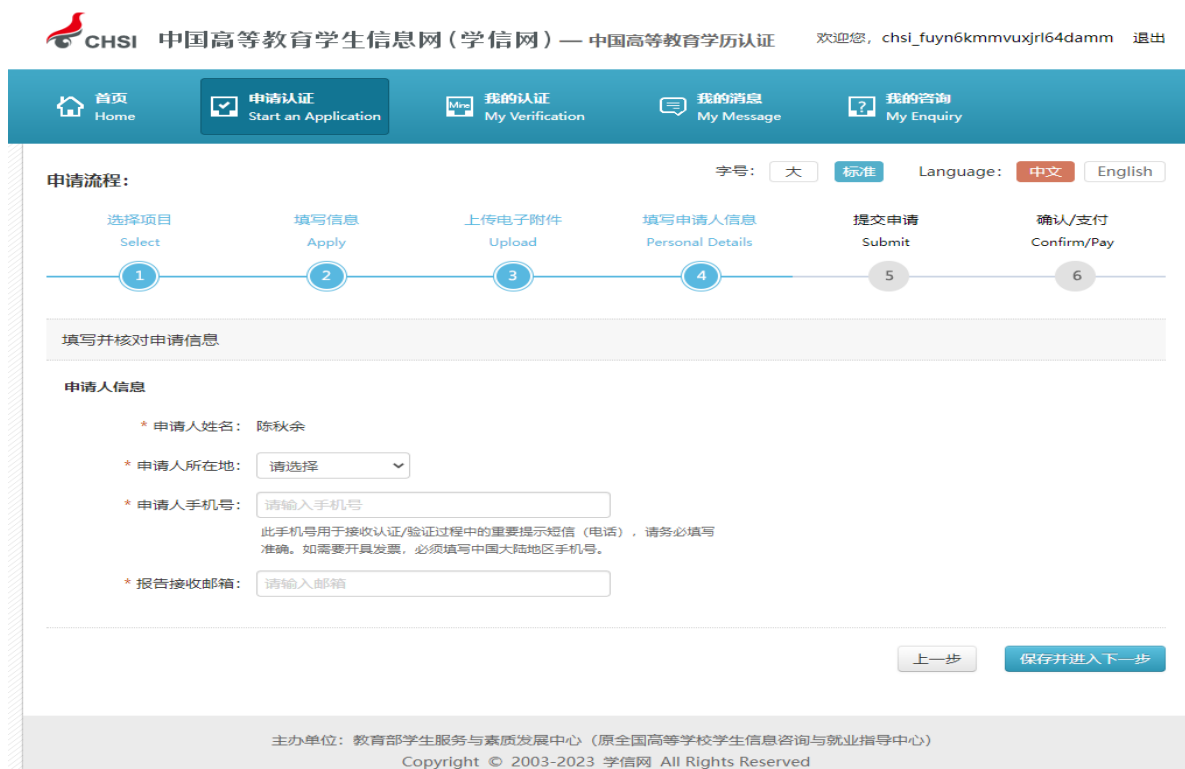 CHSI 中国高等教育学生信息网(学信网)— 中国高等教育学历认证 欢迎您, chsi_fuyn6kmmvuxjrl64damm 退出
首页 申请认证 我的认证 我的消息 我的咨询
Home Start an Application Mine My Verification My Message ? My Enquiry
申请流程: 字号: 大 标准 Language: 中文 English
选择项目 填写信息 上传电子附件 填写申请人信息 提交申请 确认/支付
Select Apply Upload Personal Details Submit Confirm/Pay
1 2 3 4 5 6
填写并核对申请信息
申请人信息
* 申请人姓名: 陈秋余
* 申请人所在地: 请选择
* 申请人手机号: 请输入手机号
此手机号用于接收认证/验证过程中的重要提示短信(电话),请务必填写
准确。如需要开具发票,必须填写中国大陆地区手机号。
* 报告接收邮箱: 请输入邮箱
上一步 保存并进入下一步
主办单位:教育部学生服务与素质发展中心(原全国高等学校学生信息咨询与就业指导中心)
Copyright © 2003-2023 学信网 All Rights Reserved